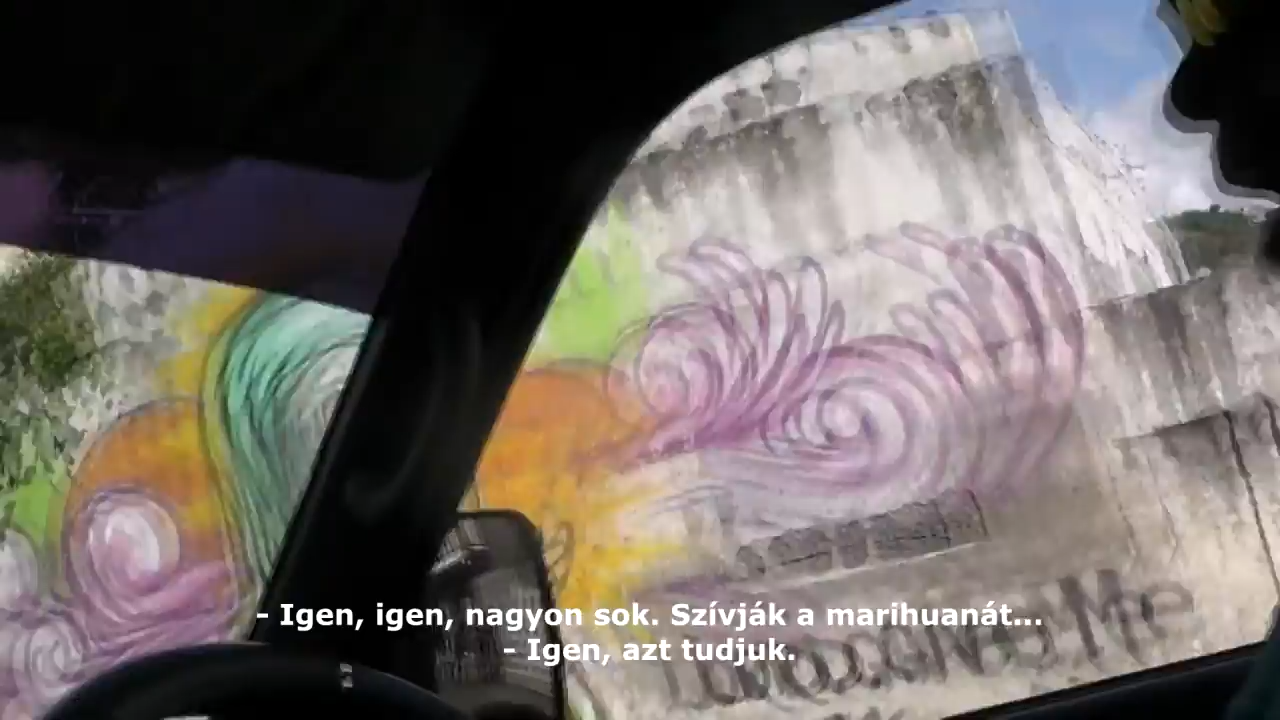 - Igen, igen, nagyon sok. Szívják a marihuanát...
- Igen, azt tudjuk.